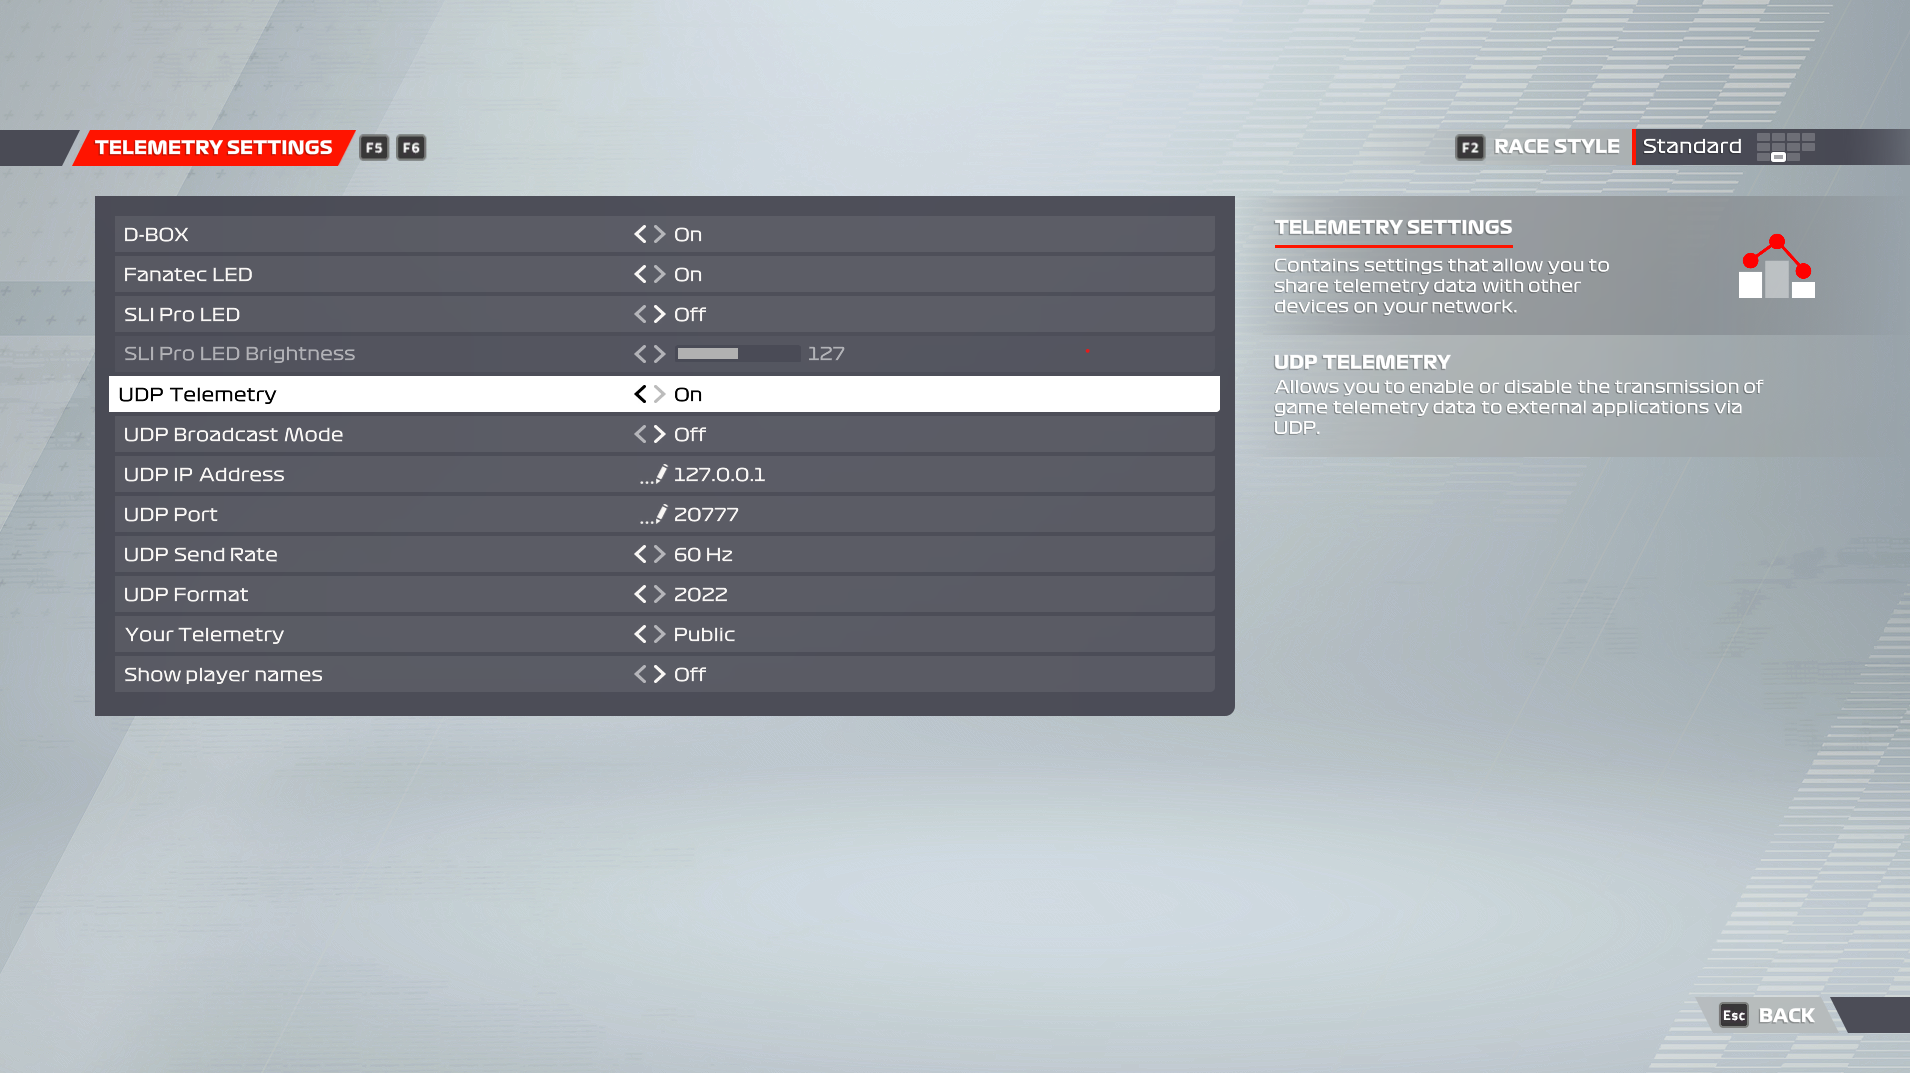 TELEMETRY SETTINGS F5 F6
F2 RACE STYLE Standard
D-BOX On
Fanatec LED On
SLI Pro LED Off
SLI Pro LED Brightness 127
UDP Telemetry On
UDP Broadcast Mode Off
UDP IP Address ... 127.0.0.1
UDP Port ... 20777
UDP Send Rate 60 Hz
UDP Format 2022
Your Telemetry Public
Show player names Off
TELEMETRY SETTINGS
Contains settings that allow you to
share telemetry data with other
devices on your network.
UDP TELEMETRY
Allows you to enable or disable the transmission of
game telemetry data to external applications via
UDP.
Esc BACK